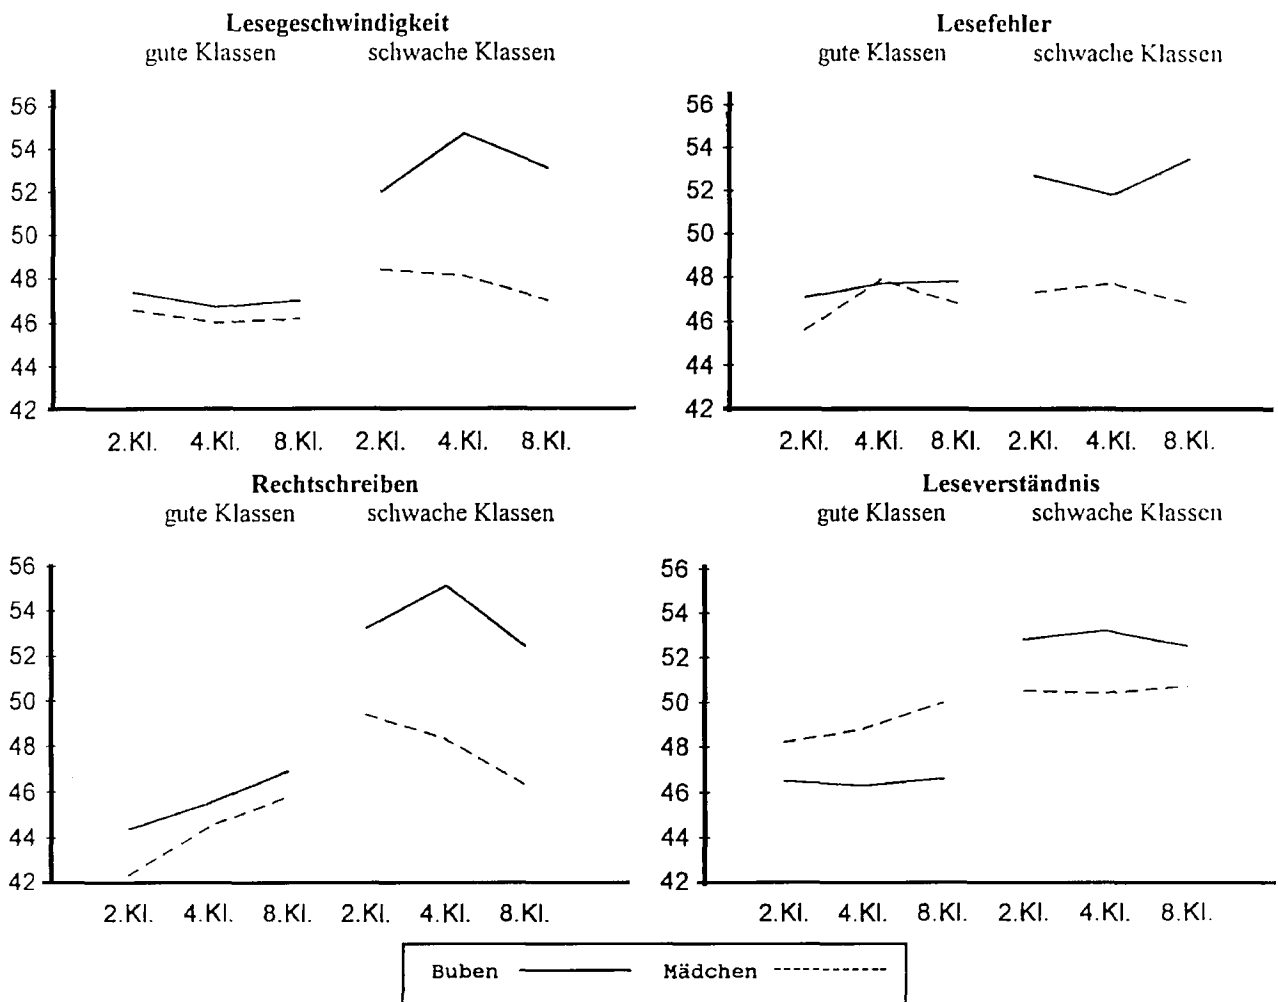 Lesegeschwindigkeit
gute Klassen schwache Klassen
56
54
52
50
48
46
44
42
2.Kl. 4.Kl. 8.Kl. 2.Kl. 4.Kl. 8.Kl.
Lesefehler
gute Klassen schwache Klassen
56
54
52
50
48
46
44
42
2.Kl. 4.Kl. 8.Kl. 2.Kl. 4.Kl. 8.Kl.
Rechtschreiben
gute Klassen schwache Klassen
56
54
52
50
48
46
44
42
2.Kl. 4.Kl. 8.Kl. 2.Kl. 4.Kl. 8.Kl.
Leseverständnis
gute Klassen schwache Klassen
56
54
52
50
48
46
44
42
2.Kl. 4.Kl. 8.Kl. 2.Kl. 4.Kl. 8.Kl.
Buben Mädchen